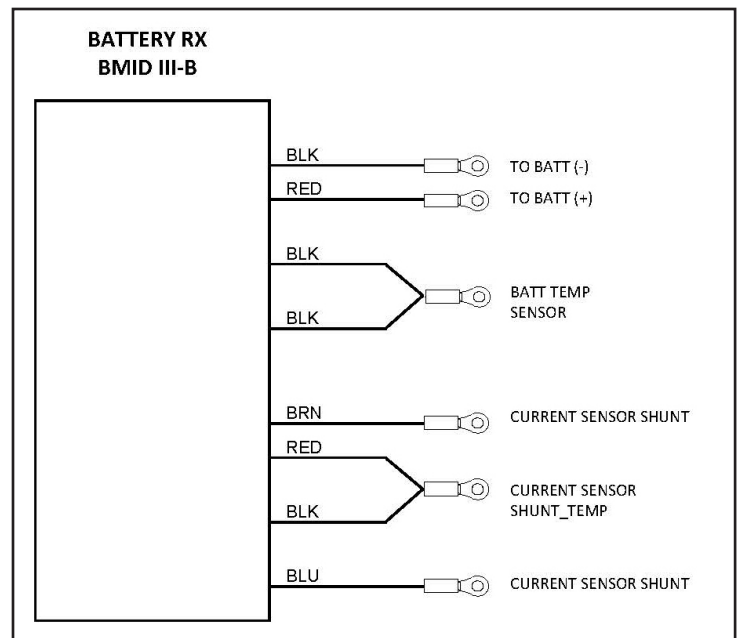 BATTERY RX
BMID III-B
BLK TO BATT (-)
RED TO BATT (+)
BLK
BATT TEMP
SENSOR
BLK
BRN CURRENT SENSOR SHUNT
RED
CURRENT SENSOR
SHUNT_TEMP
BLK
BLU CURRENT SENSOR SHUNT